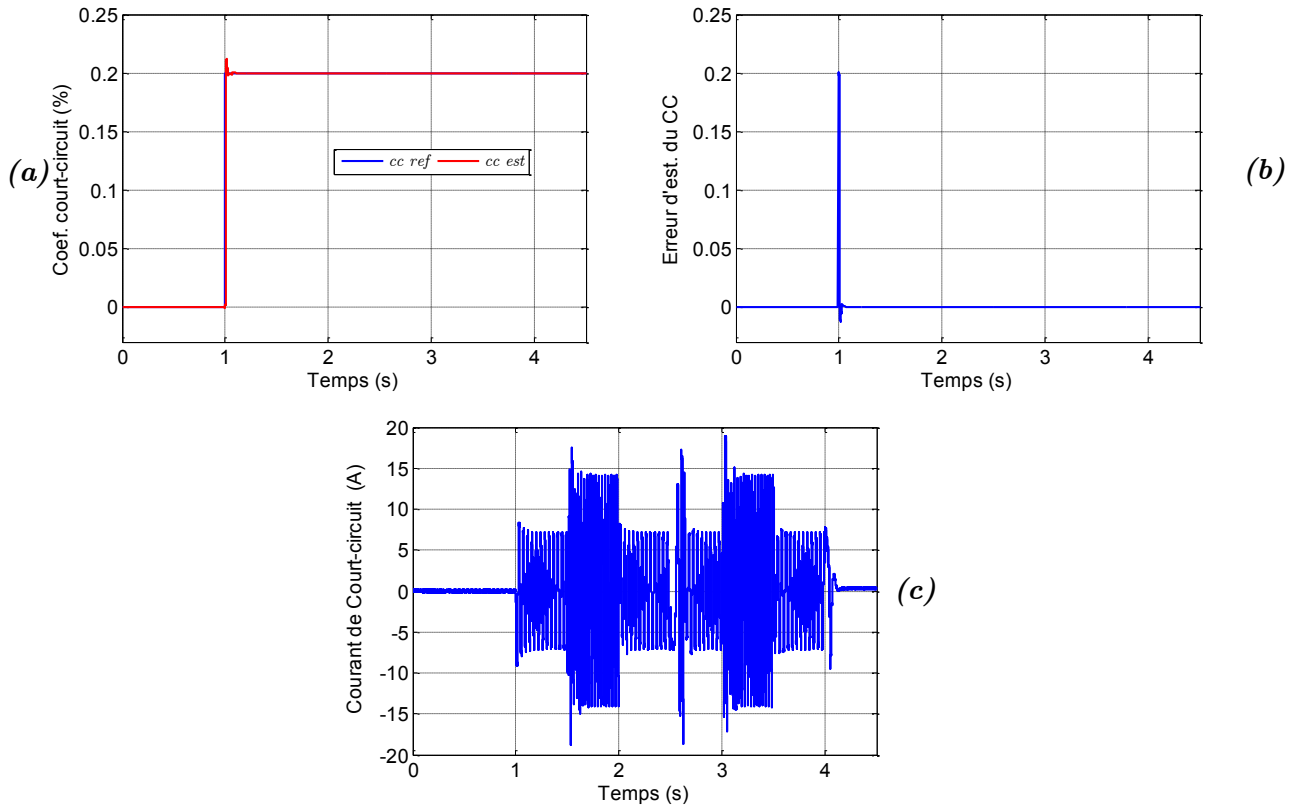 0.25
0.2
0.15
0.1
0.05
0
Coef. court-circuit (%)
(a)
cc ref cc est
0 1 2 3 4
Temps (s)
0.25
0.2
0.15
0.1
0.05
0
Erreur d'est. du CC
(b)
0 1 2 3 4
Temps (s)
20
15
10
5
0
-5
-10
-15
-20
Courant de Court-circuit (A)
(c)
0 1 2 3 4
Temps (s)